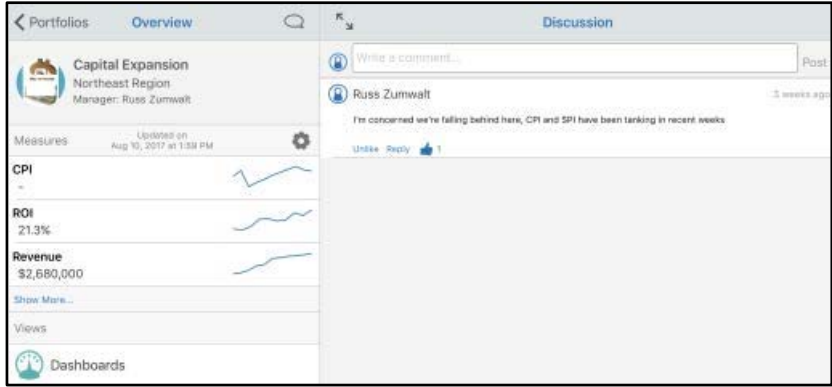 Portfolios
Overview
Capital Expansion
Northeast Region
Manager: Russ Zumwalt
Measures
Updated on
Aug 10, 2017 at 1:59 PM
CPI
-
ROI
21.3%
Revenue
$2,680,000
Show More...
Views
Dashboards
Discussion
Write a comment...
Post
Russ Zumwalt
3 weeks ago
I'm concerned we're falling behind here, CPI and SPI have been tanking in recent weeks
Unlike Reply 1